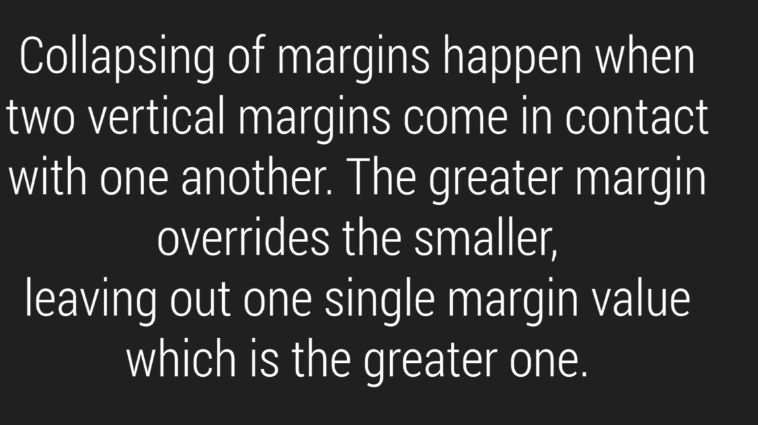 Collapsing of margins happen when
two vertical margins come in contact
with one another. The greater margin
overrides the smaller,
leaving out one single margin value
which is the greater one.